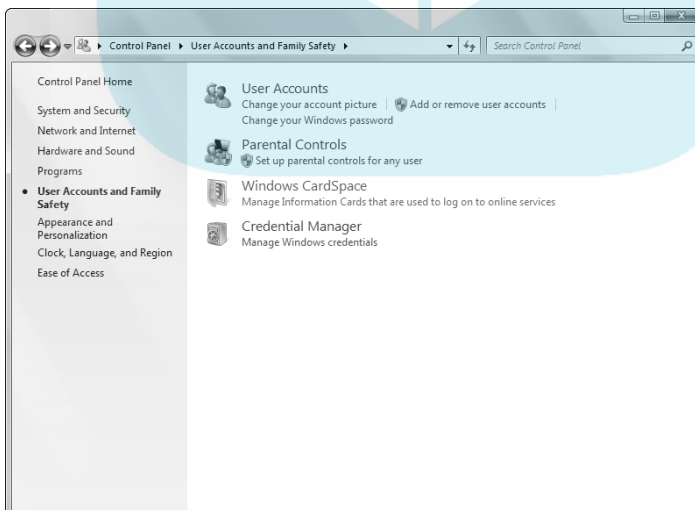 Control Panel ▸ User Accounts and Family Safety ▸
Search Control Panel
Control Panel Home
System and Security
Network and Internet
Hardware and Sound
Programs
User Accounts and Family
Safety
Appearance and
Personalization
Clock, Language, and Region
Ease of Access
User Accounts
Change your account picture | Add or remove user accounts |
Change your Windows password
Parental Controls
Set up parental controls for any user
Windows CardSpace
Manage Information Cards that are used to log on to online services
Credential Manager
Manage Windows credentials